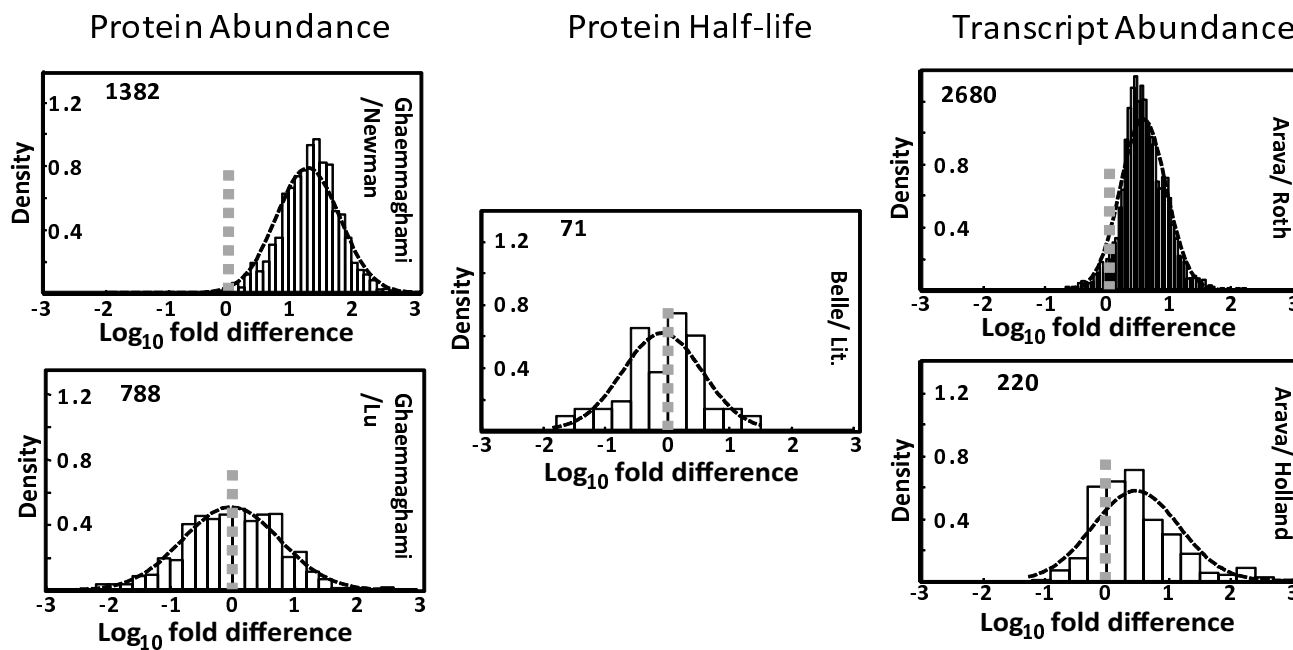 Protein Abundance
Protein Half-life
Transcript Abundance
1382
Ghaemmaghami
/Newman
Density
1.2
0.8
0.4
-3 -2 -1 0 1 2 3
Log10 fold difference
788
Ghaemmaghami
/Lu
Density
1.2
0.8
0.4
-3 -2 -1 0 1 2 3
Log10 fold difference
71
Belle/ Lit.
Density
1.2
0.8
0.4
-3 -2 -1 0 1 2 3
Log10 fold difference
2680
Arava/ Roth
Density
0.8
0.4
-3 -2 -1 0 1 2 3
Log10 fold difference
220
Arava/ Holland
Density
1.2
0.8
0.4
-3 -2 -1 0 1 2 3
Log10 fold difference